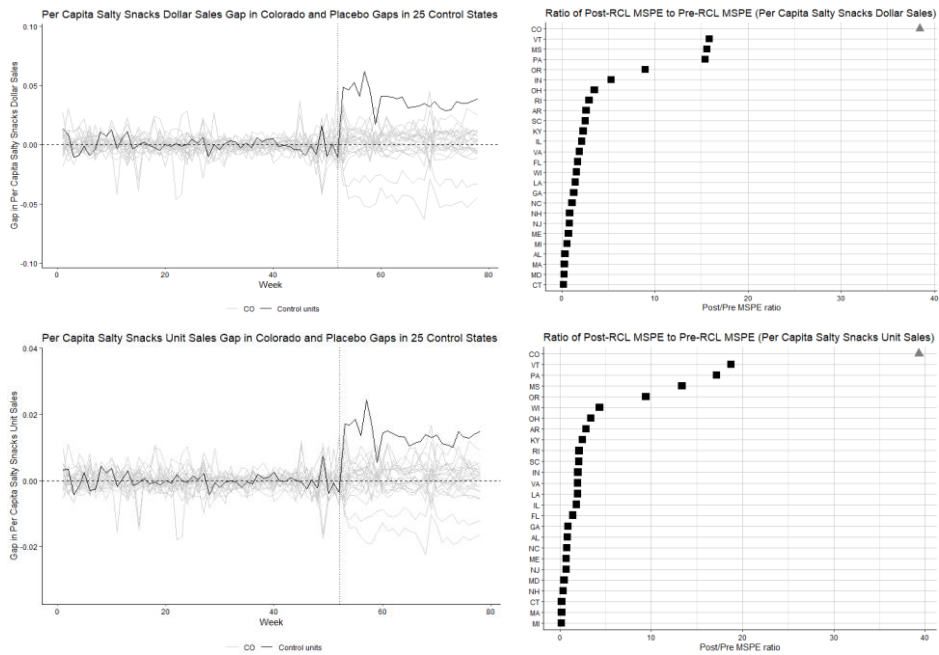 Per Capita Salty Snacks Dollar Sales Gap in Colorado and Placebo Gaps in 25 Control States
Gap in Per Capita Salty Snacks Dollar Sales
0.10
0.05
0.00
-0.05
-0.10
0
20
40
60
80
Week
CO
Control units
Ratio of Post-RCL MSPE to Pre-RCL MSPE (Per Capita Salty Snacks Dollar Sales)
CO
VT
MS
PA
OR
IN
OH
RI
AR
SC
KY
IL
VA
FL
WI
LA
GA
NC
NH
NJ
ME
MI
AL
MA
MD
CT
0
10
20
30
40
Post/Pre MSPE ratio
Per Capita Salty Snacks Unit Sales Gap in Colorado and Placebo Gaps in 25 Control States
Gap in Per Capita Salty Snacks Unit Sales
0.04
0.02
0.00
-0.02
0
20
40
60
80
Week
CO
Control units
Ratio of Post-RCL MSPE to Pre-RCL MSPE (Per Capita Salty Snacks Unit Sales)
CO
VT
PA
MS
OR
WI
OH
AR
KY
RI
SC
IN
VA
LA
IL
FL
GA
AL
NC
ME
NJ
MD
NH
CT
MA
MI
0
10
20
30
40
Post/Pre MSPE ratio